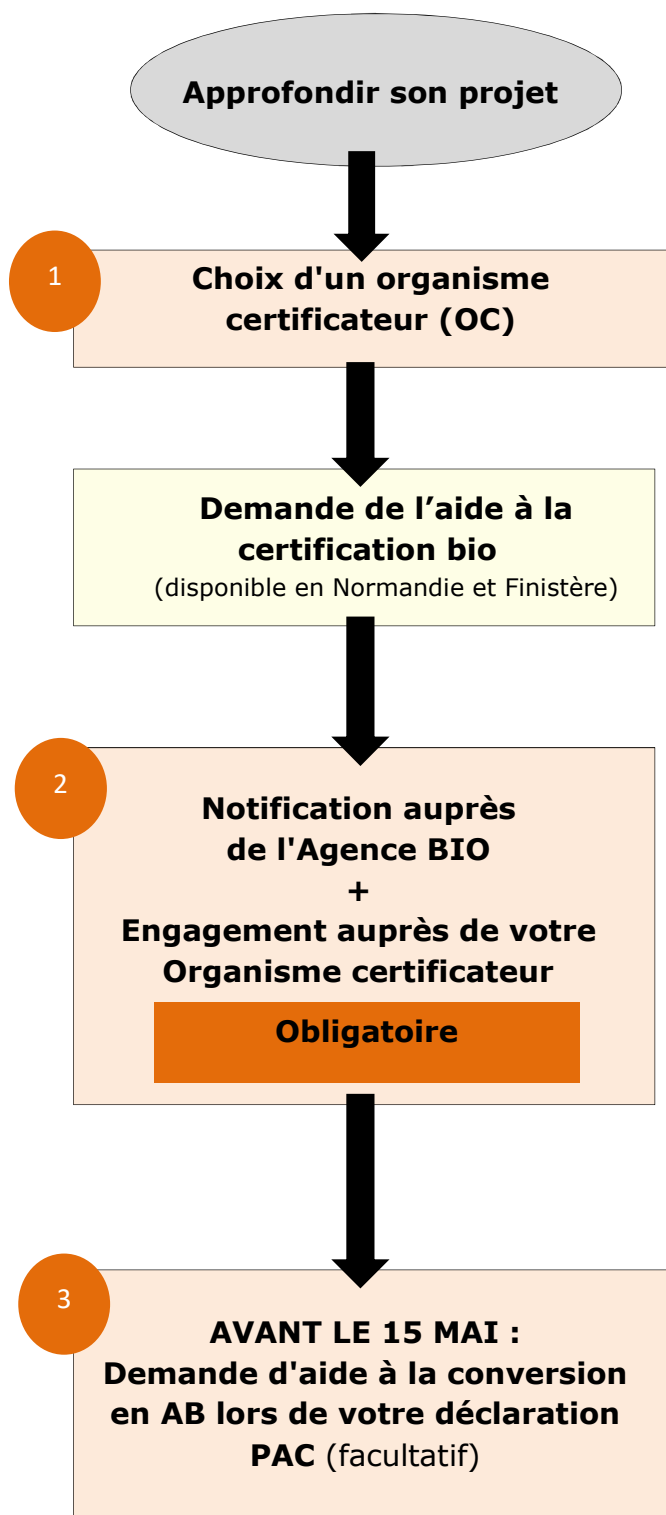 Approfondir son projet
1
Choix d'un organisme
certificateur (OC)
Demande de l’aide à la
certification bio
(disponible en Normandie et Finistère)
2
Notification auprès
de l'Agence BIO
+
Engagement auprès de votre
Organisme certificateur
Obligatoire
3
AVANT LE 15 MAI :
Demande d'aide à la conversion
en AB lors de votre déclaration
PAC (facultatif)